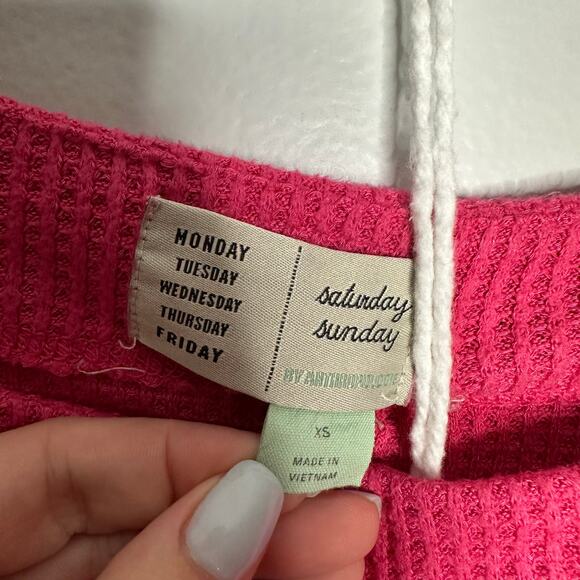 MONDAY
TUESDAY
WEDNESDAY
THURSDAY
FRIDAY
saturday
sunday
BY ANTHROPOLOGIE
XS
MADE IN
VIETNAM